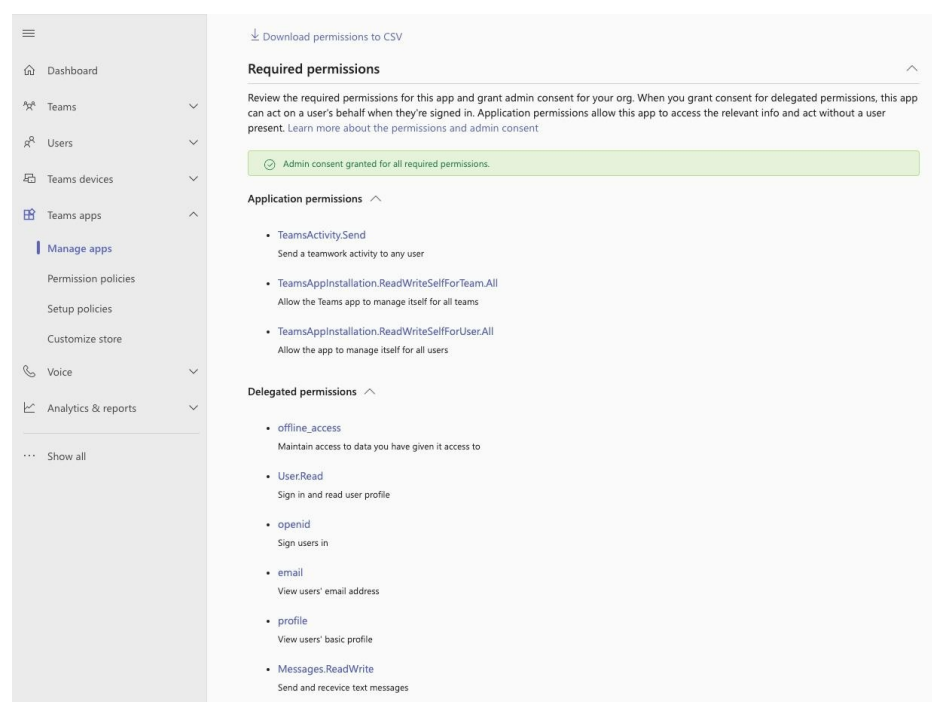 Dashboard
Teams
Users
Teams devices
Teams apps
Manage apps
Permission policies
Setup policies
Customize store
Voice
Analytics & reports
Show all
Download permissions to CSV
Required permissions
Review the required permissions for this app and grant admin consent for your org. When you grant consent for delegated permissions, this app
can act on a user's behalf when they're signed in. Application permissions allow this app to access the relevant info and act without a user
present. Learn more about the permissions and admin consent
Admin consent granted for all required permissions.
Application permissions
• TeamsActivity.Send
Send a teamwork activity to any user
• TeamsAppInstallation.ReadWriteSelfForTeam.All
Allow the Teams app to manage itself for all teams
• TeamsAppInstallation.ReadWriteSelfForUser.All
Allow the app to manage itself for all users
Delegated permissions
• offline_access
Maintain access to data you have given it access to
• User.Read
Sign in and read user profile
• openid
Sign users in
• email
View users' email address
• profile
View users' basic profile
• Messages.ReadWrite
Send and recevice text messages